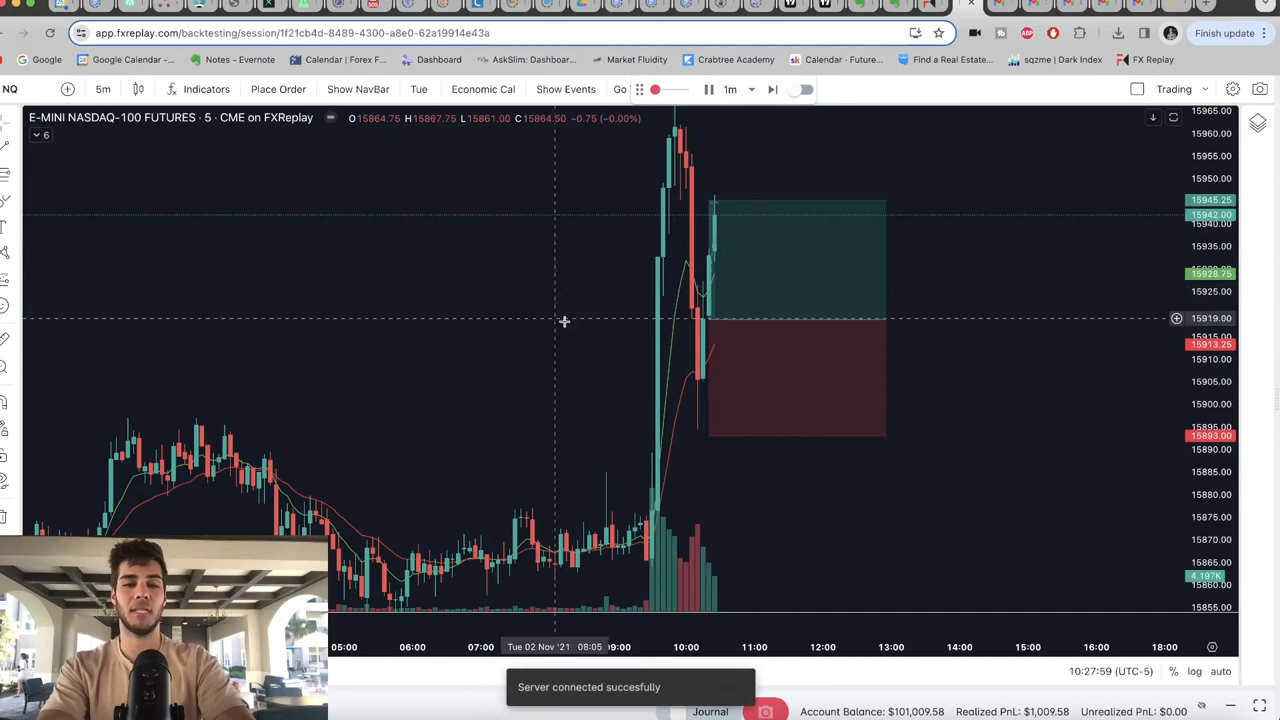 app.fxreplay.com/backtesting/session/1f21cb4d-8489-4300-a8e0-62a19914e43a
Finish update
Google
Google Calendar -...
Notes - Evernote
Calendar | Forex F...
Dashboard
AskSlim: Dashboar...
Market Fluidity
Crabtree Academy
Calendar - Future...
Find a Real Estate...
sqzme | Dark Index
FX Replay
NQ
5m
Indicators
Place Order
Show NavBar
Tue
Economic Cal
Show Events
Go
1m
Trading
E-MINI NASDAQ-100 FUTURES · 5 · CME on FXReplay
O15864.75 H15867.75 L15861.00 C15864.50 −0.75 (−0.00%)
6
15965.00
15960.00
15955.00
15950.00
15945.25
15942.00
15940.00
15935.00
15928.75
15925.00
15919.00
15915.00
15913.25
15910.00
15905.00
15900.00
15895.00
15893.00
15890.00
15885.00
15880.00
15875.00
15870.00
15865.00
4.197K
15860.00
15855.00
05:00
06:00
07:00
Tue 02 Nov '21 08:05
09:00
10:00
11:00
12:00
13:00
14:00
15:00
16:00
18:00
10:27:59 (UTC-5)
%
log
auto
Server connected succesfully
Journal
Account Balance: $101,009.58
Realized PnL: $1,009.58
Unrealized PnL: $0.00